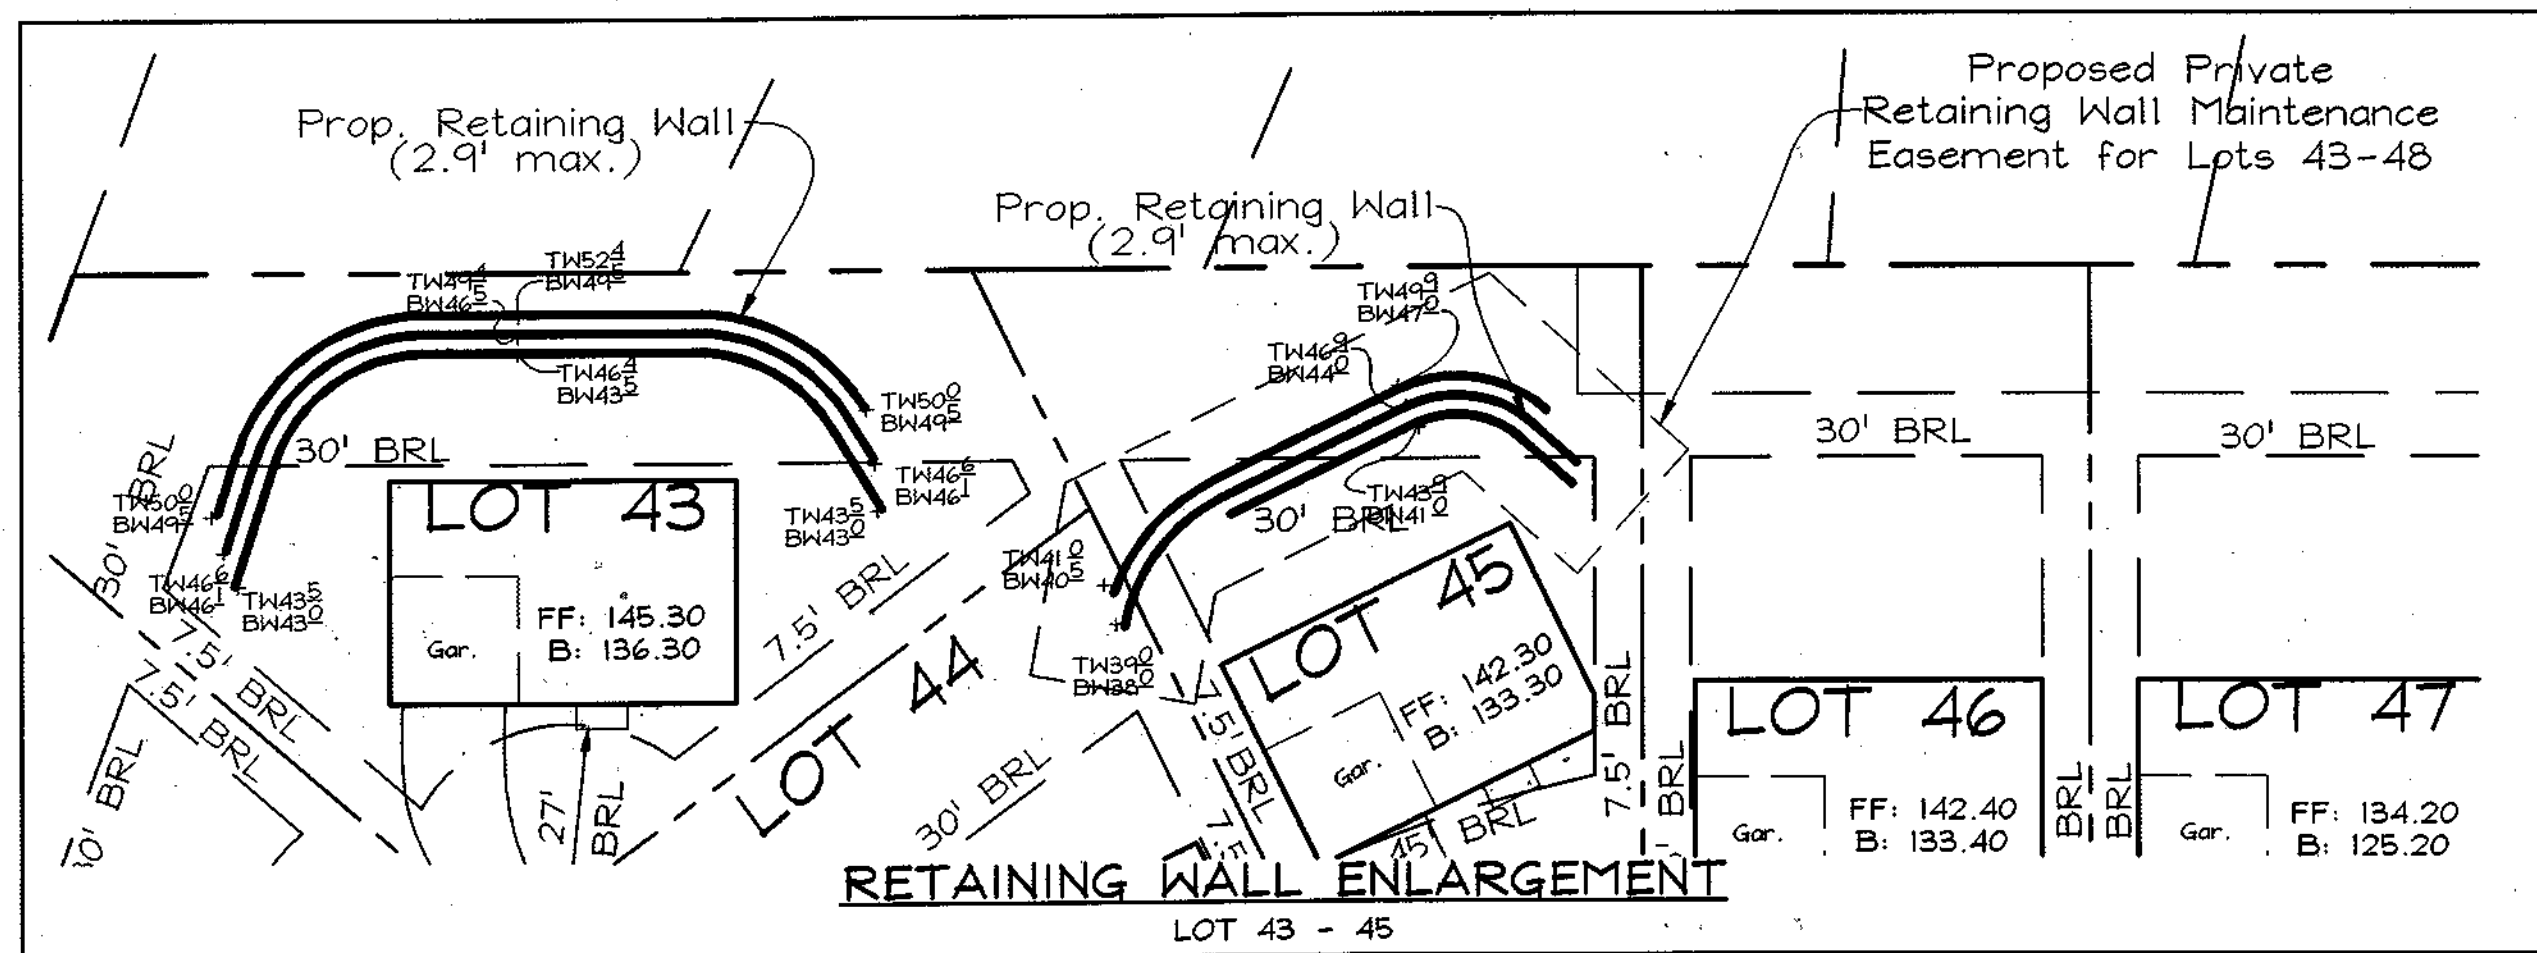 Prop. Retaining Wall
(2.9' max.)
Prop. Retaining Wall
(2.9' max.)
Proposed Private
Retaining Wall Maintenance
Easement for Lots 43-48
TW52 4
BW49 5
TW49 4
BW46 5
TW46 4
BW43 5
TW50 0
BW49 5
TW46 6
BW46 1
TW43 5
BW43 0
TW50 0
BW49 5
TW46 6
BW46 1
TW43 5
BW43 0
TW49 9
BW47 0
TW46 9
BW44 0
TW43 9
BW41 0
TW41 0
BW40 5
TW39 0
BW38 0
30' BRL
30' BRL
30' BRL
30' BRL
30' BRL
LOT 43
FF: 145.30
B: 136.30
Gar.
7.5' BRL
7.5' BRL
7.5' BRL
27'
BRL
LOT 44
30' BRL
LOT 45
FF: 142.30
B: 133.30
Gar.
45' BRL
7.5' BRL
7.5' BRL
BRL
LOT 46
FF: 142.40
B: 133.40
Gar.
BRL
BRL
LOT 47
FF: 134.20
B: 125.20
Gar.
BRL
RETAINING WALL ENLARGEMENT
LOT 43 - 45